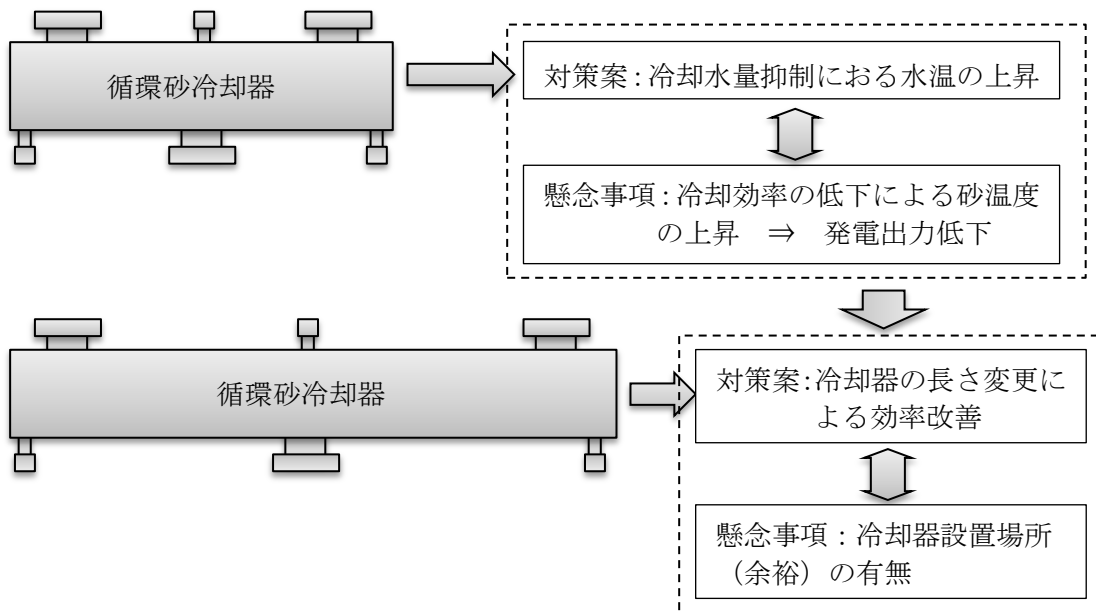 循環砂冷却器
対策案：冷却水量抑制におる水温の上昇
懸念事項：冷却効率の低下による砂温度
の上昇　⇒　発電出力低下
循環砂冷却器
対策案：冷却器の長さ変更に
よる効率改善
懸念事項：冷却器設置場所
（余裕）の有無